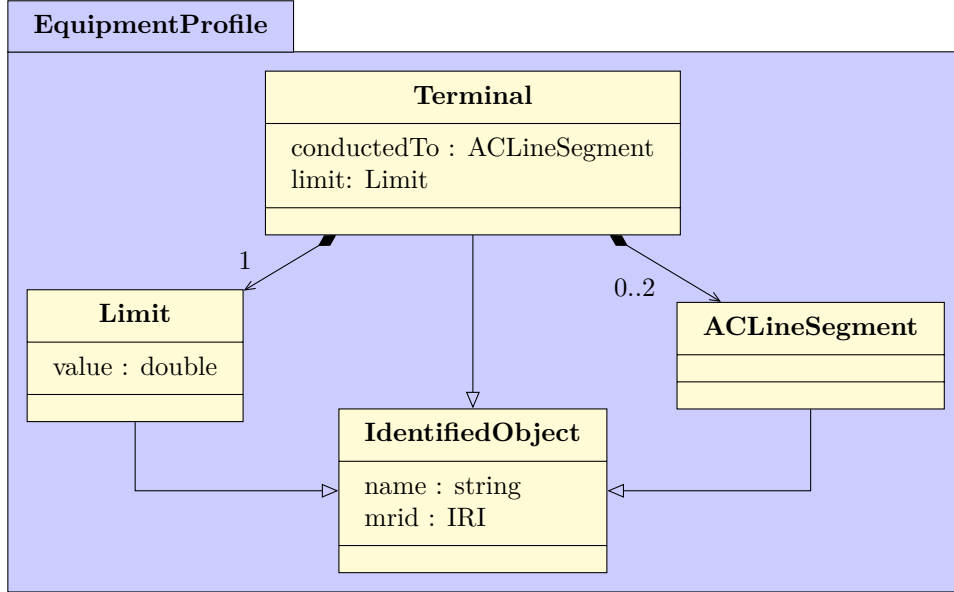 EquipmentProfile
Terminal
conductedTo : ACLineSegment
limit: Limit
1
0..2
Limit
value : double
ACLineSegment
IdentifiedObject
name : string
mrid : IRI